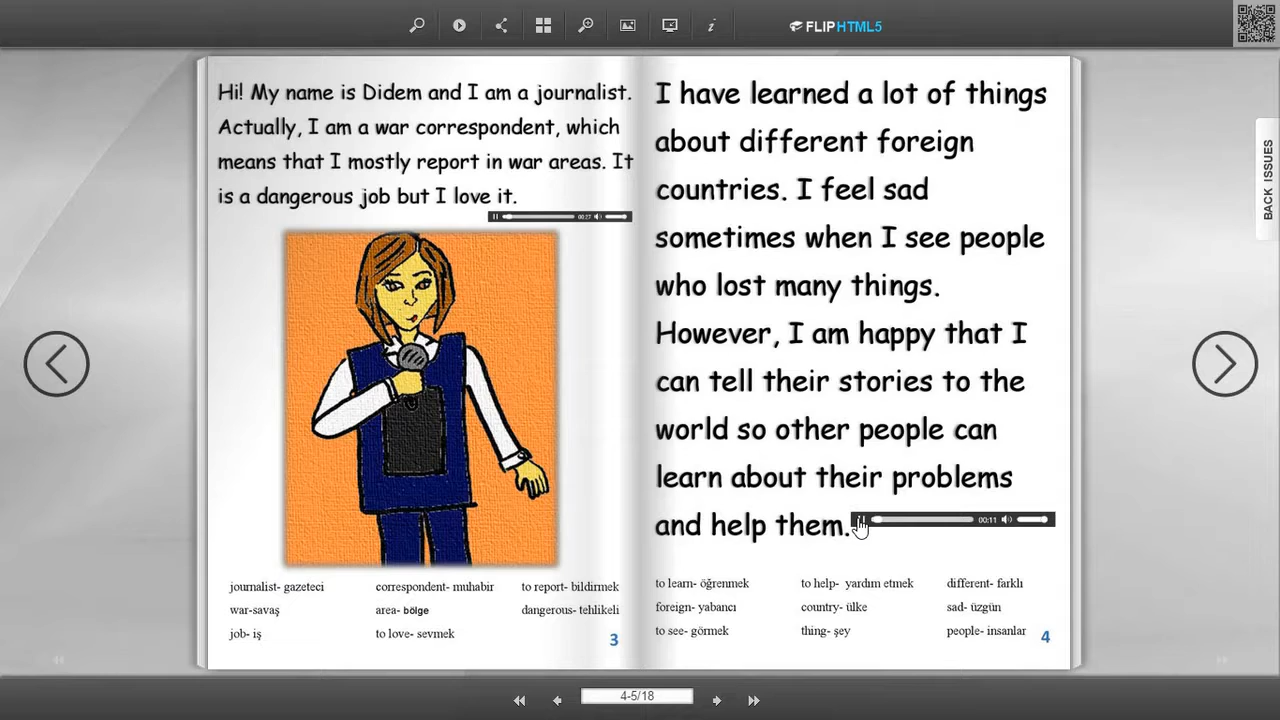 FLIPHTML5
BACK ISSUES
Hi! My name is Didem and I am a journalist.
Actually, I am a war correspondent, which
means that I mostly report in war areas. It
is a dangerous job but I love it.
00:27
journalist- gazeteci correspondent- muhabir to report- bildirmek
war-savaş area- bölge dangerous- tehlikeli
job- iş to love- sevmek
3
I have learned a lot of things
about different foreign
countries. I feel sad
sometimes when I see people
who lost many things.
However, I am happy that I
can tell their stories to the
world so other people can
learn about their problems
and help them.
00:11
to learn- öğrenmek to help- yardım etmek different- farklı
foreign- yabancı country- ülke sad- üzgün
to see- görmek thing- şey people- insanlar
4
4-5/18